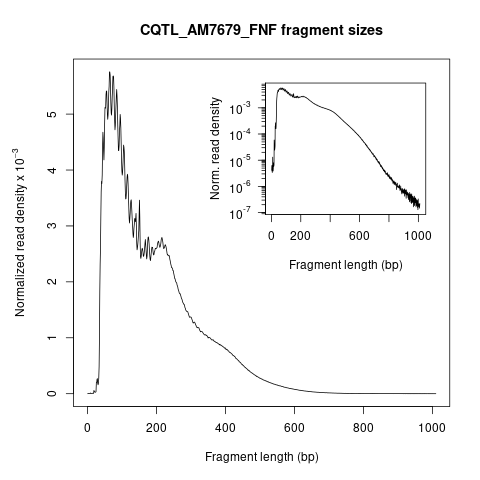 CQTL_AM7679_FNF fragment sizes
Normalized read density x 10⁻³
5
4
3
2
1
0
0 200 400 600 800 1000
Fragment length (bp)
Norm. read density
10⁻³
10⁻⁴
10⁻⁵
10⁻⁶
10⁻⁷
0 200 600 1000
Fragment length (bp)